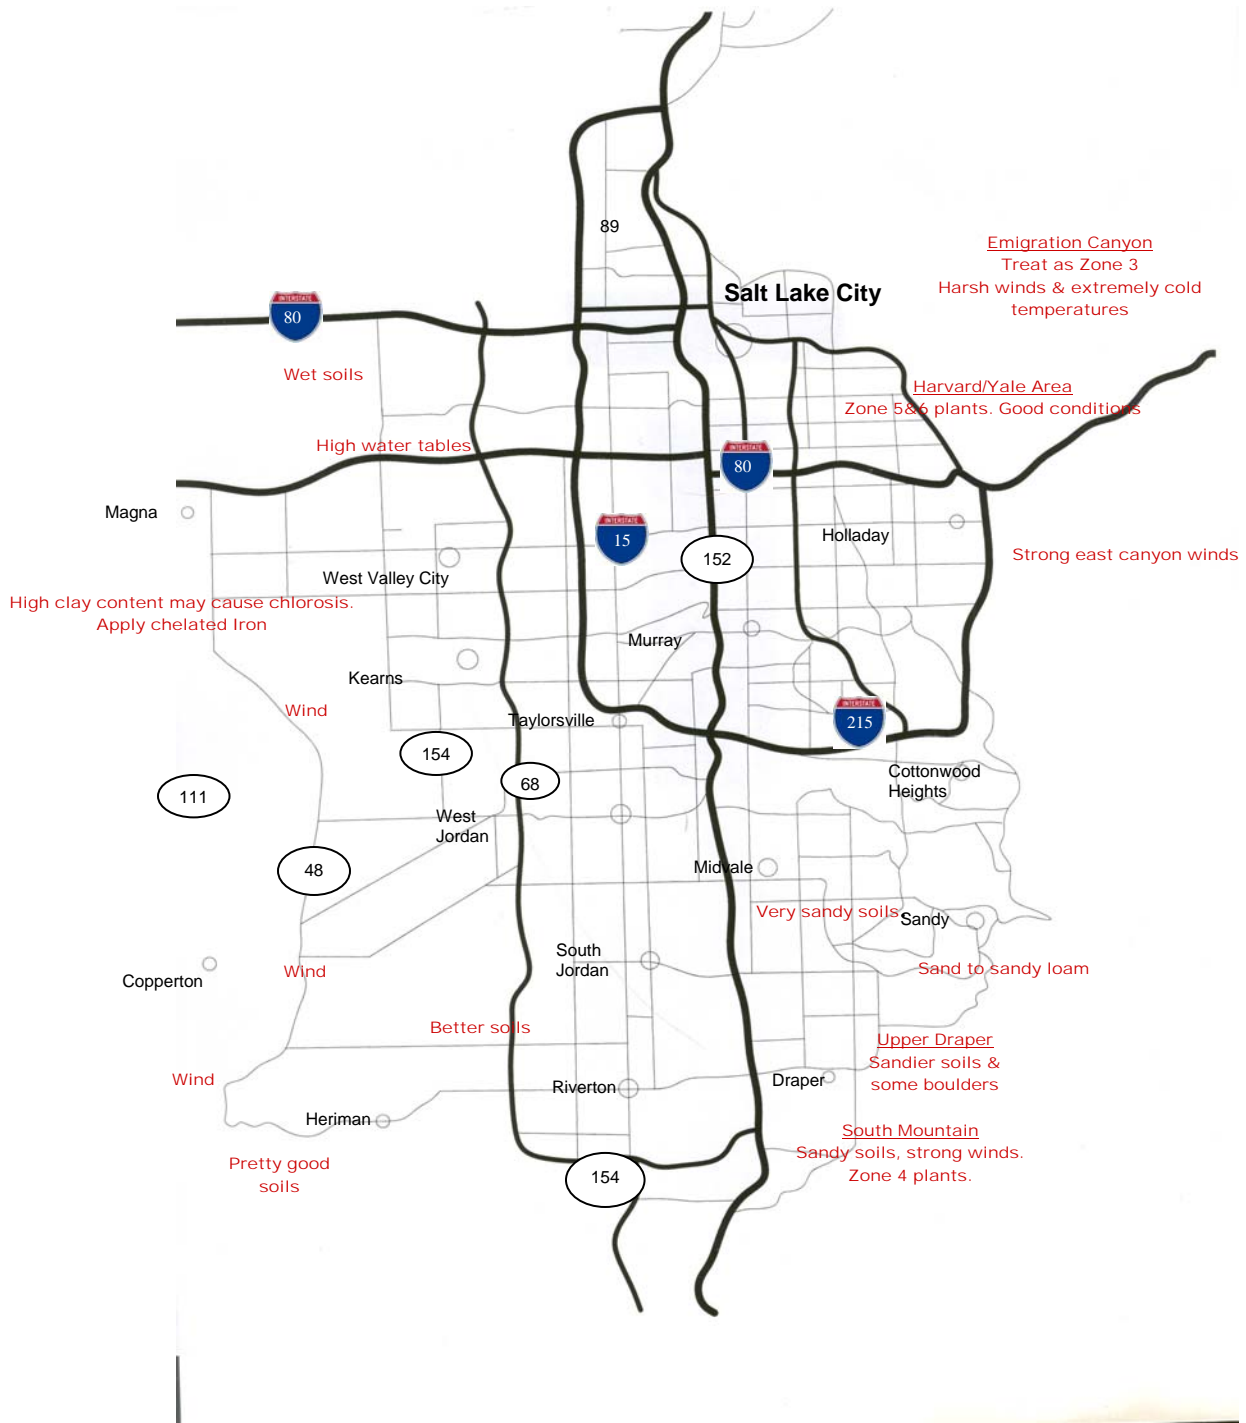 89
Emigration Canyon
Treat as Zone 3
Harsh winds & extremely cold
temperatures
Salt Lake City
INTERSTATE
80
Wet soils
Harvard/Yale Area
Zone 5&6 plants. Good conditions
High water tables
INTERSTATE
80
Magna
INTERSTATE
15
152
Holladay
Strong east canyon winds
West Valley City
High clay content may cause chlorosis.
Apply chelated Iron
Murray
Kearns
Wind
Taylorsville
INTERSTATE
215
154
68
111
Cottonwood
Heights
West
Jordan
48
Midvale
Very sandy soils.
Sandy
South
Jordan
Wind
Sand to sandy loam
Copperton
Better soils
Upper Draper
Sandier soils &
some boulders
Wind
Riverton
Draper
Heriman
South Mountain
Sandy soils, strong winds.
Zone 4 plants.
Pretty good
soils
154